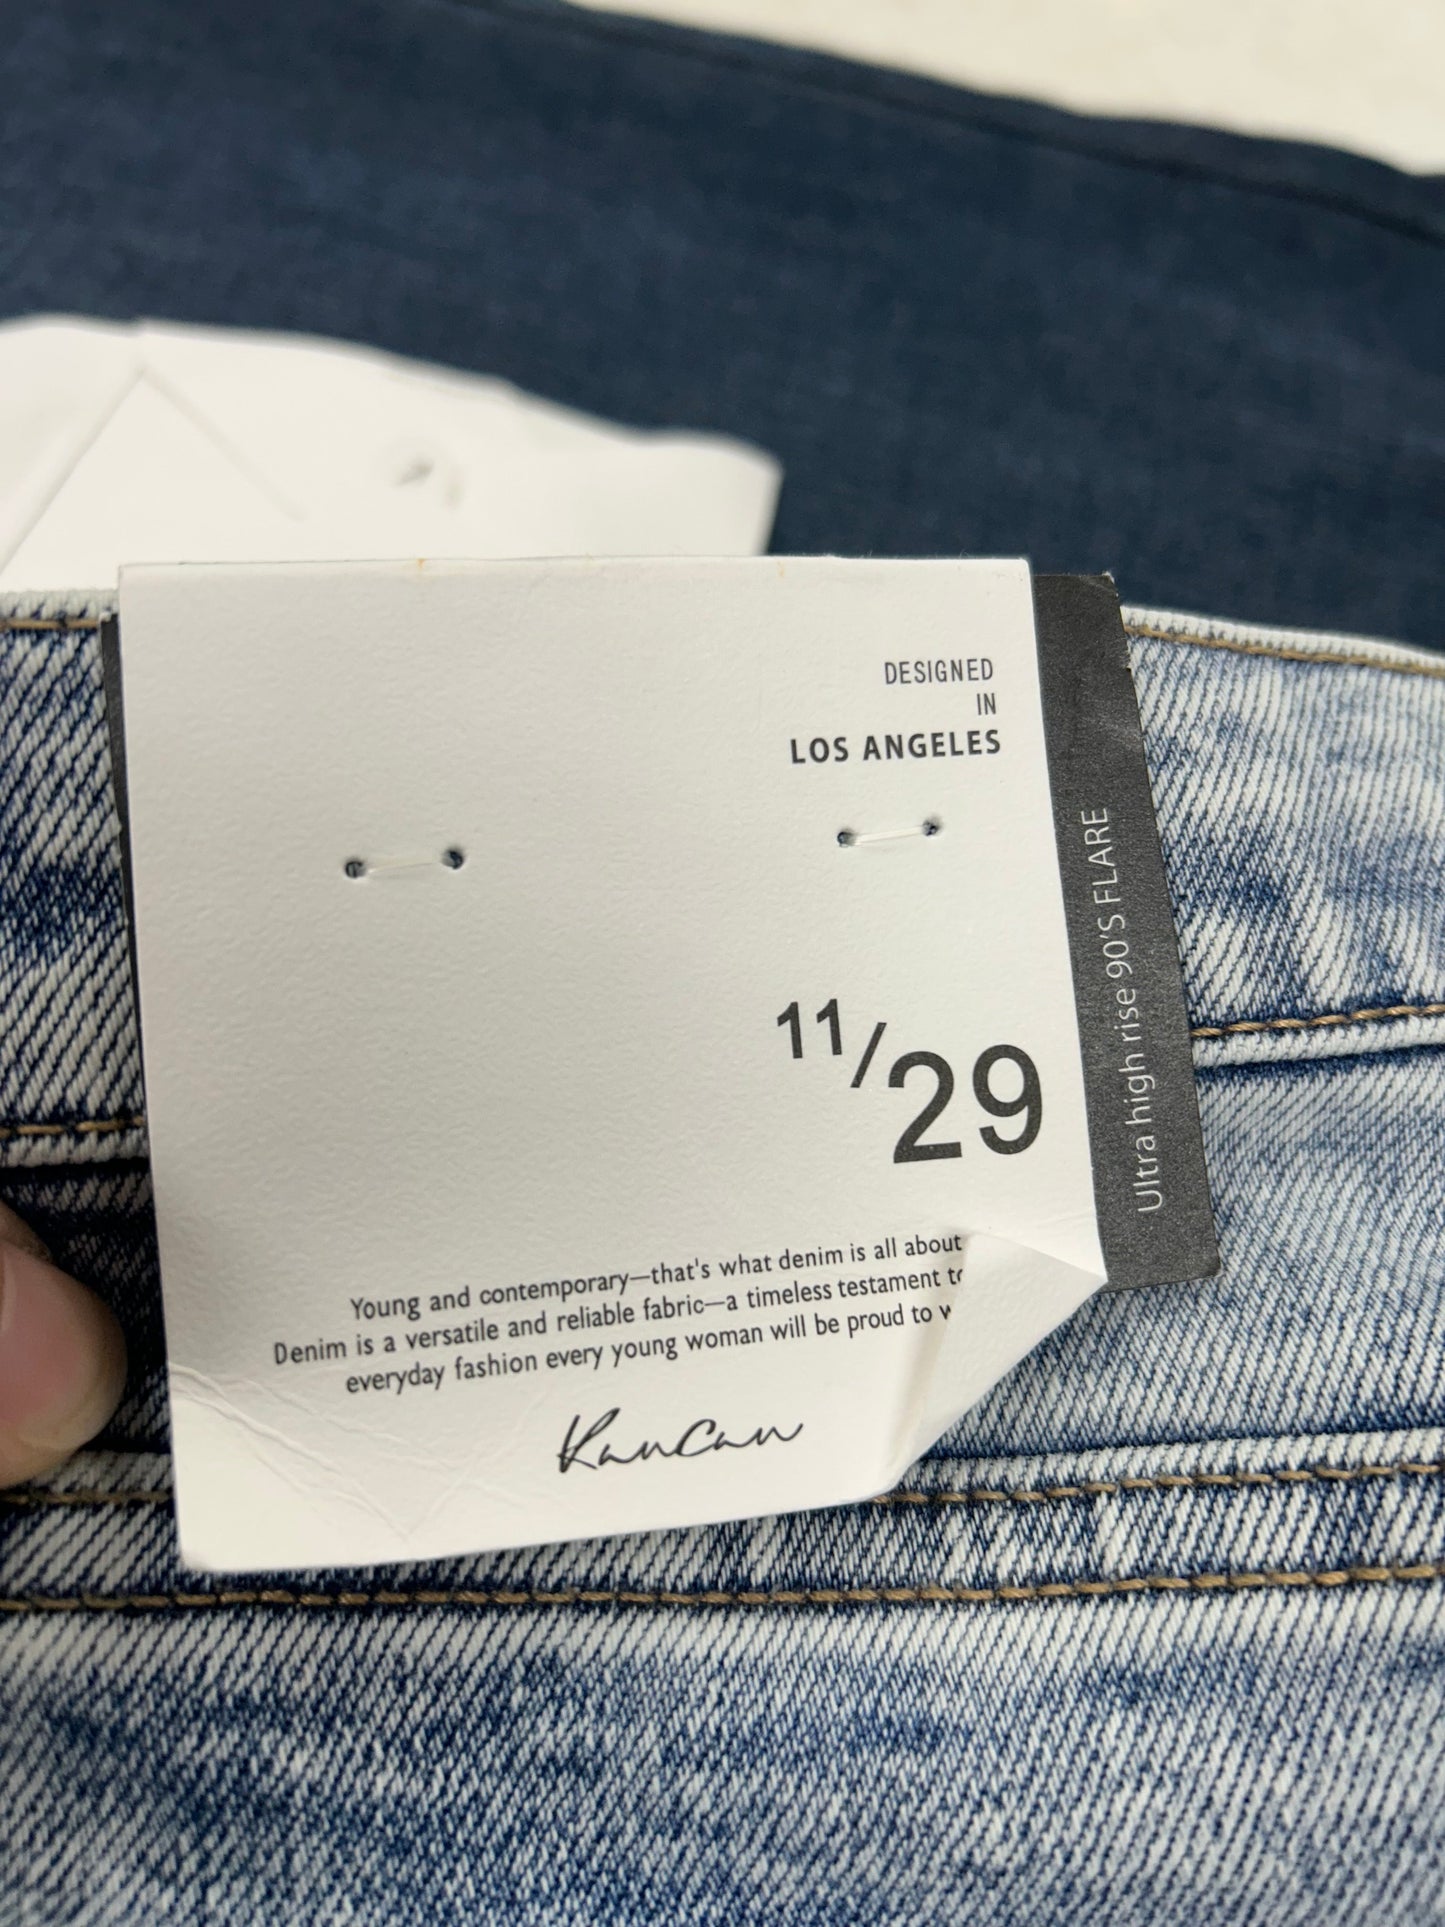 DESIGNED
IN
LOS ANGELES
11/29
Ultra high rise 90'S FLARE
Young and contemporary—that's what denim is all about
Denim is a versatile and reliable fabric—a timeless testament
everyday fashion every young woman will be proud to
KanCan